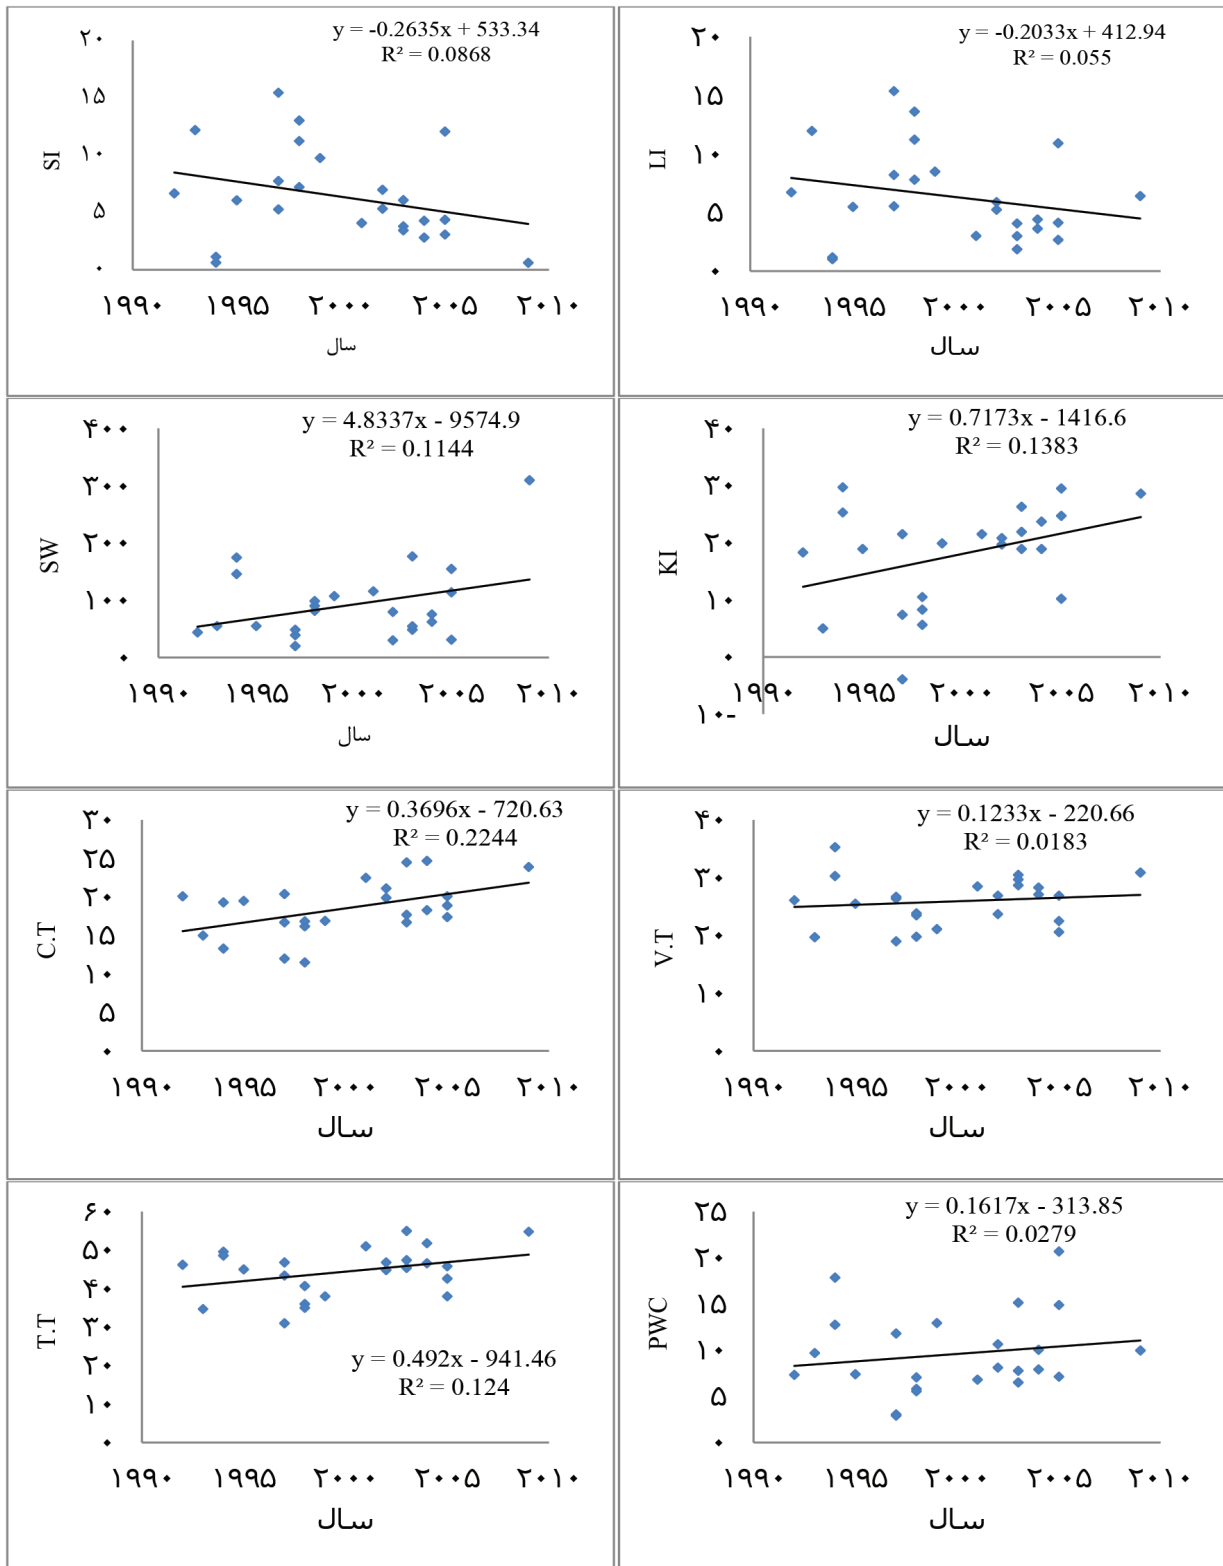 y = -0.2635x + 533.34
R² = 0.0868
۲۰
۱۵
۱۰
۵
۰
SI
۱۹۹۰ ۱۹۹۵ ۲۰۰۰ ۲۰۰۵ ۲۰۱۰
سال
y = -0.2033x + 412.94
R² = 0.055
۲۰
۱۵
۱۰
۵
۰
LI
۱۹۹۰ ۱۹۹۵ ۲۰۰۰ ۲۰۰۵ ۲۰۱۰
سال
y = 4.8337x - 9574.9
R² = 0.1144
۴۰۰
۳۰۰
۲۰۰
۱۰۰
۰
SW
۱۹۹۰ ۱۹۹۵ ۲۰۰۰ ۲۰۰۵ ۲۰۱۰
سال
y = 0.7173x - 1416.6
R² = 0.1383
۴۰
۳۰
۲۰
۱۰
۰
۱۰-
KI
۱۹۹۰ ۱۹۹۵ ۲۰۰۰ ۲۰۰۵ ۲۰۱۰
سال
y = 0.3696x - 720.63
R² = 0.2244
۳۰
۲۵
۲۰
۱۵
۱۰
۵
۰
C.T
۱۹۹۰ ۱۹۹۵ ۲۰۰۰ ۲۰۰۵ ۲۰۱۰
سال
y = 0.1233x - 220.66
R² = 0.0183
۴۰
۳۰
۲۰
۱۰
۰
V.T
۱۹۹۰ ۱۹۹۵ ۲۰۰۰ ۲۰۰۵ ۲۰۱۰
سال
۶۰
۵۰
۴۰
۳۰
۲۰
۱۰
۰
T.T
y = 0.492x - 941.46
R² = 0.124
۱۹۹۰ ۱۹۹۵ ۲۰۰۰ ۲۰۰۵ ۲۰۱۰
سال
y = 0.1617x - 313.85
R² = 0.0279
۲۵
۲۰
۱۵
۱۰
۵
۰
PWC
۱۹۹۰ ۱۹۹۵ ۲۰۰۰ ۲۰۰۵ ۲۰۱۰
سال